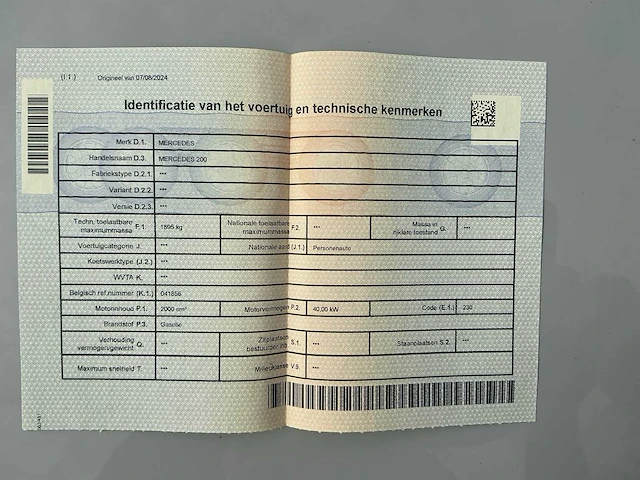 (I.1.) Origineel van 07/08/2024
Identificatie van het voertuig en technische kenmerken
Merk D.1. MERCEDES
Handelsnaam D.3. MERCEDES 200
Fabriekstype D.2.1. ***
Variant D.2.2. ***
Versie D.2.3. ***
Techn. toelaatbare maximummassa F.1. 1895 kg Nationale toelaatbare maximummassa F.2. *** Massa in rijklare toestand G. ***
Voertuigcategorie J. *** Nationale aard (J.1.) Personenauto
Koetswerktype (J.2.) ***
WVTA K. ***
Belgisch ref.nummer (K.1.) 041856
Motorinhoud P.1. 2000 cm³ Motorvermogen P.2. 40,00 kW Code (E.1.) 230
Brandstof P.3. Gasolie
Verhouding vermogen/gewicht Q. *** Zitplaatsen bestuurder incl. S.1. *** Staanplaatsen S.2. ***
Maximum snelheid T. *** Milieuklasse V.9. ***